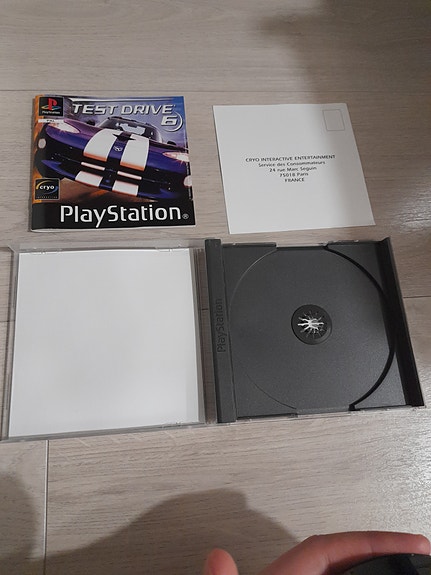 PlayStation
TEST DRIVE
6
cryo
PlayStation®
CRYO INTERACTIVE ENTERTAINMENT
Service des Consommateurs
24 rue Marc Seguin
75018 Paris
FRANCE
PlayStation